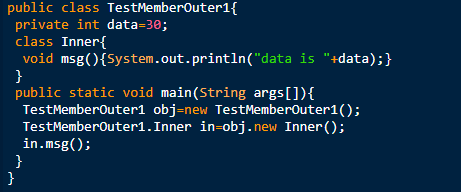 public class TestMemberOuter1{
 private int data=30;
 class Inner{
  void msg(){System.out.println("data is "+data);}
 }
 public static void main(String args[]){
  TestMemberOuter1 obj=new TestMemberOuter1();
  TestMemberOuter1.Inner in=obj.new Inner();
  in.msg();
 }
}